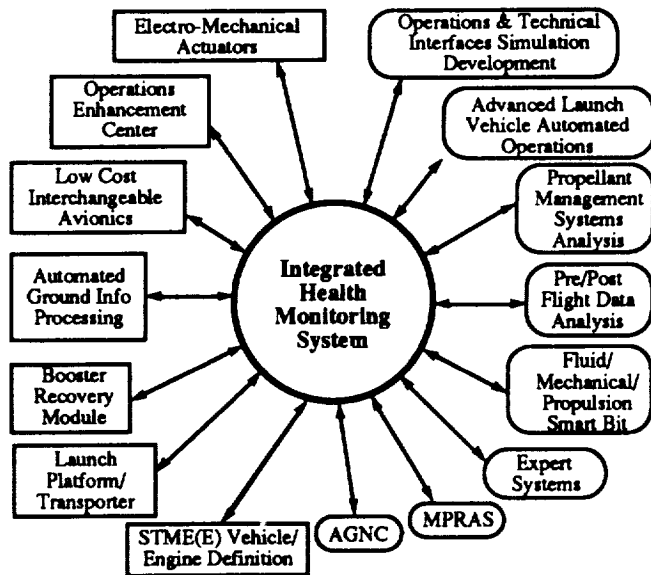 Electro-Mechanical
Actuators
Operations & Technical
Interfaces Simulation
Development
Operations
Enhancement
Center
Advanced Launch
Vehicle Automated
Operations
Low Cost
Interchangeable
Avionics
Propellant
Management
Systems
Analysis
Integrated
Health
Monitoring
System
Automated
Ground Info
Processing
Pre/Post
Flight Data
Analysis
Booster
Recovery
Module
Fluid/
Mechanical/
Propulsion
Smart Bit
Launch
Platform/
Transporter
Expert
Systems
STME(E) Vehicle/
Engine Definition
AGNC
MPRAS